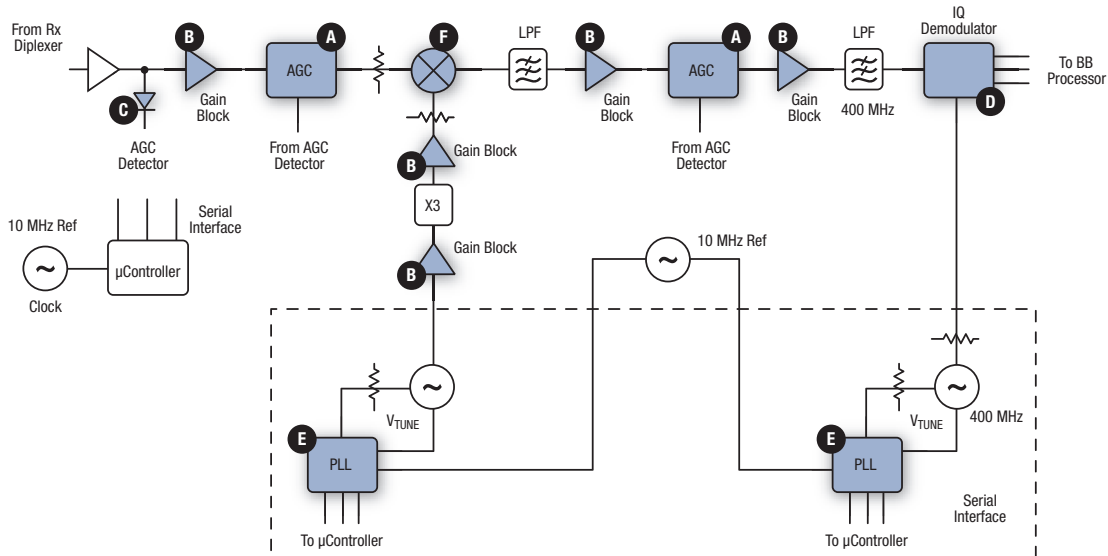 From Rx
Diplexer
B
A
AGC
Gain
Block
C
AGC
Detector
From AGC
Detector
F
LPF
B
Gain
Block
A
AGC
From AGC
Detector
B
Gain
Block
LPF
400 MHz
IQ
Demodulator
D
To BB
Processor
B
Gain Block
X3
B
Gain Block
10 MHz Ref
Serial
Interface
µController
~
Clock
10 MHz Ref
~
~
VTUNE
E
PLL
To µController
~
400 MHz
VTUNE
E
PLL
To µController
Serial
Interface